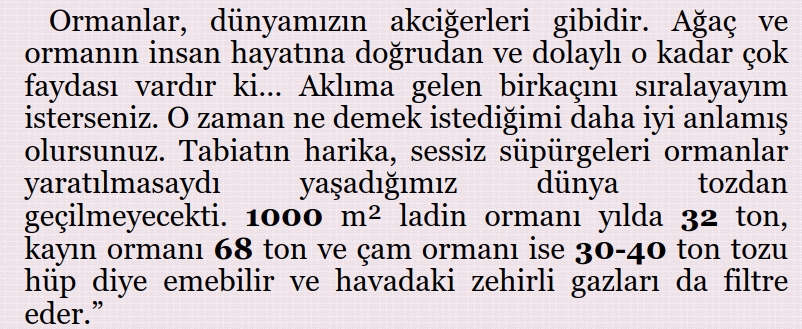 Ormanlar, dünyamızın akciğerleri gibidir. Ağaç ve
ormanın insan hayatına doğrudan ve dolaylı o kadar çok
faydası vardır ki... Aklıma gelen birkaçını sıralayayım
isterseniz. O zaman ne demek istediğimi daha iyi anlamış
olursunuz. Tabiatın harika, sessiz süpürgeleri ormanlar
yaratılmasaydı yaşadığımız dünya tozdan
geçilmeyecekti. 1000 m² ladin ormanı yılda 32 ton,
kayın ormanı 68 ton ve çam ormanı ise 30-40 ton tozu
hüp diye emebilir ve havadaki zehirli gazları da filtre
eder.”